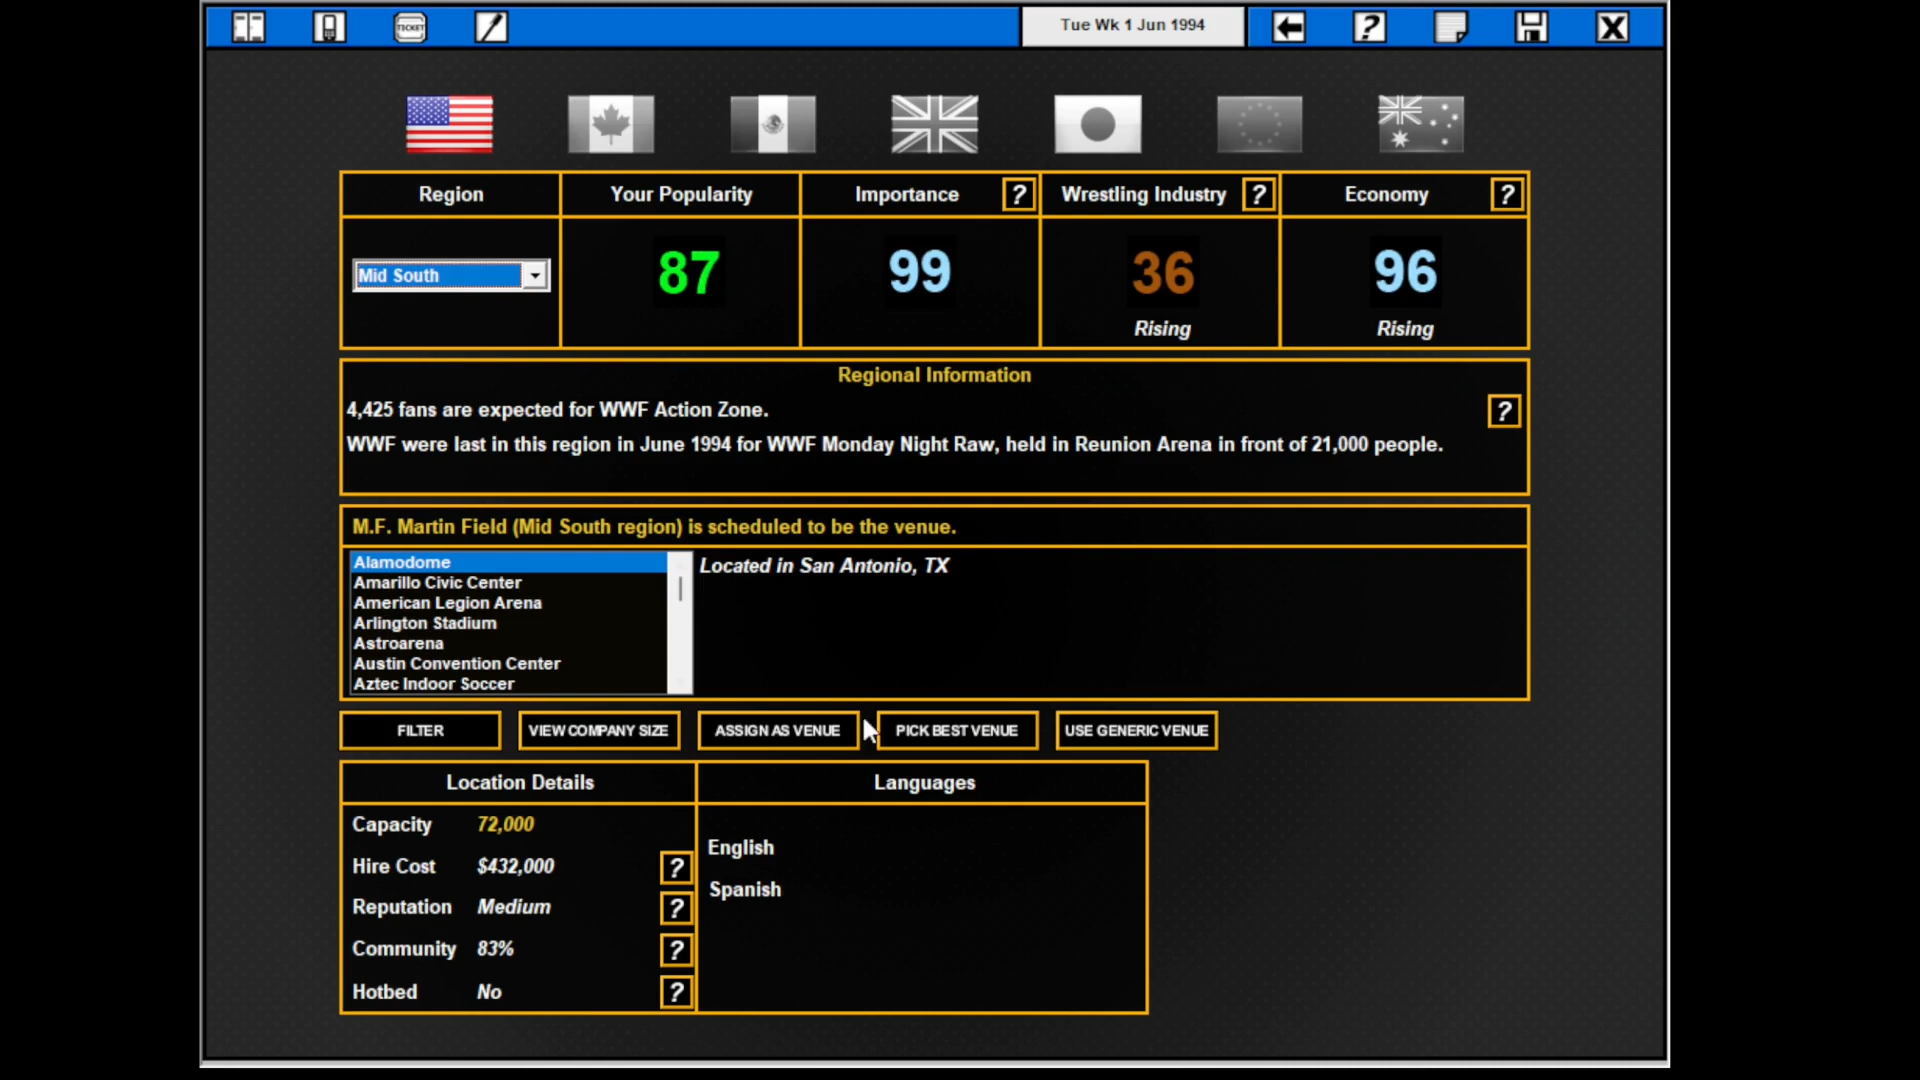 TICKET
Tue Wk 1 Jun 1994
?
Region
Your Popularity
Importance ?
Wrestling Industry ?
Economy ?
Mid South
87
99
36
Rising
96
Rising
Regional Information
4,425 fans are expected for WWF Action Zone.
?
WWF were last in this region in June 1994 for WWF Monday Night Raw, held in Reunion Arena in front of 21,000 people.
M.F. Martin Field (Mid South region) is scheduled to be the venue.
Alamodome
Amarillo Civic Center
American Legion Arena
Arlington Stadium
Astroarena
Austin Convention Center
Aztec Indoor Soccer
Located in San Antonio, TX
FILTER
VIEW COMPANY SIZE
ASSIGN AS VENUE
PICK BEST VENUE
USE GENERIC VENUE
Location Details
Capacity 72,000
Hire Cost $432,000 ?
Reputation Medium ?
Community 83% ?
Hotbed No ?
Languages
English
Spanish